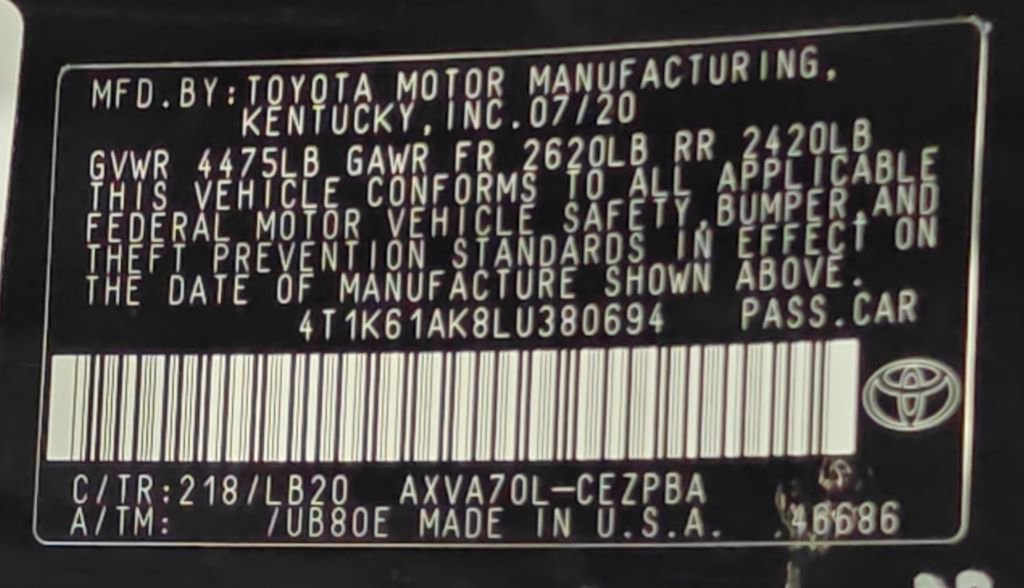 MFD.BY:TOYOTA MOTOR MANUFACTURING,
KENTUCKY,INC.07/20
GVWR 4475LB GAWR FR 2620LB RR 2420LB
THIS VEHICLE CONFORMS TO ALL APPLICABLE
FEDERAL MOTOR VEHICLE SAFETY,BUMPER,AND
THEFT PREVENTION STANDARDS IN EFFECT ON
THE DATE OF MANUFACTURE SHOWN ABOVE.
4T1K61AK8LU380694 PASS.CAR
C/TR:218/LB20 AXVA70L-CEZPBA
A/TM: /UB80E MADE IN U.S.A.